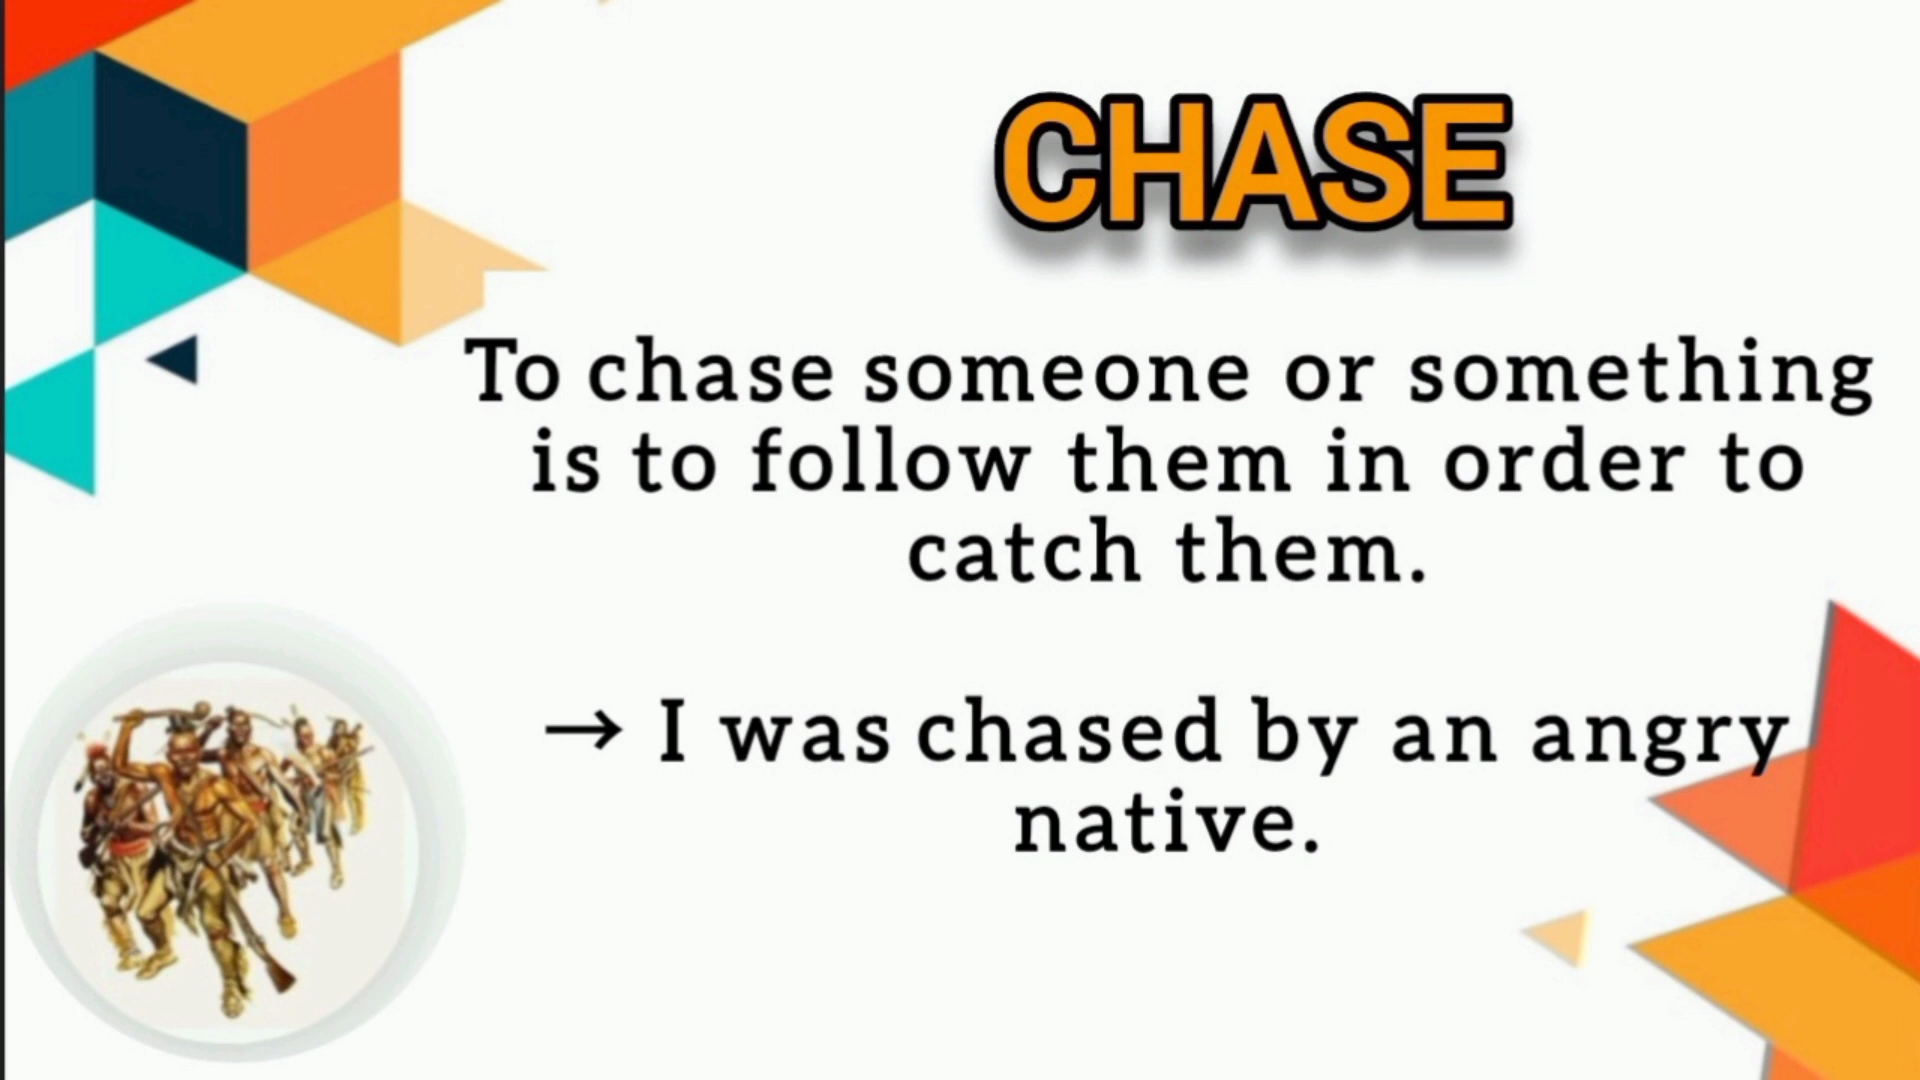 CHASE
To chase someone or something
is to follow them in order to
catch them.
→ I was chased by an angry
native.